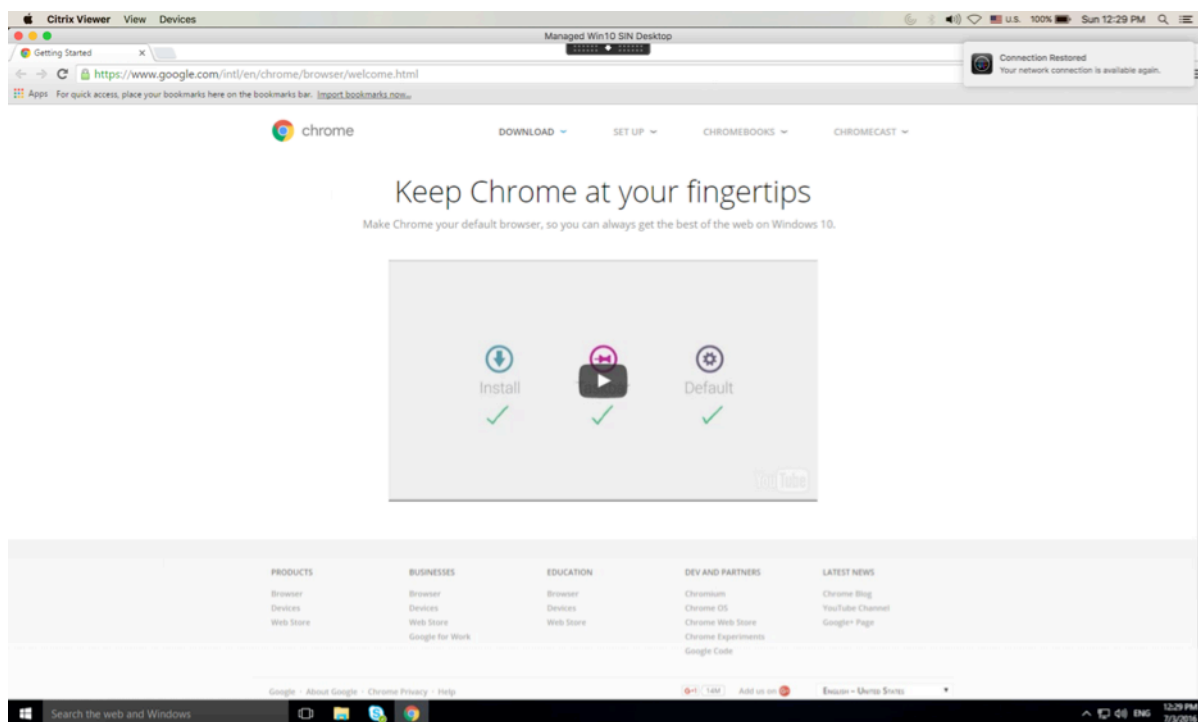 Citrix Viewer View Devices U.S. 100% Sun 12:29 PM
Managed Win10 SIN Desktop
Getting Started
Connection Restored
Your network connection is available again.
https://www.google.com/intl/en/chrome/browser/welcome.html
Apps For quick access, place your bookmarks here on the bookmarks bar. Import bookmarks now...
chrome DOWNLOAD SET UP CHROMEBOOKS CHROMECAST
Keep Chrome at your fingertips
Make Chrome your default browser, so you can always get the best of the web on Windows 10.
Install Default
YouTube
PRODUCTS BUSINESSES EDUCATION DEV AND PARTNERS LATEST NEWS
Browser Browser Browser Chromium Chrome Blog
Devices Devices Devices Chrome OS YouTube Channel
Web Store Web Store Web Store Chrome Web Store Google+ Page
Google for Work Chrome Experiments
Google Code
Google · About Google · Chrome Privacy · Help G+1 14M Add us on English – United States
Search the web and Windows ENG 12:29 PM